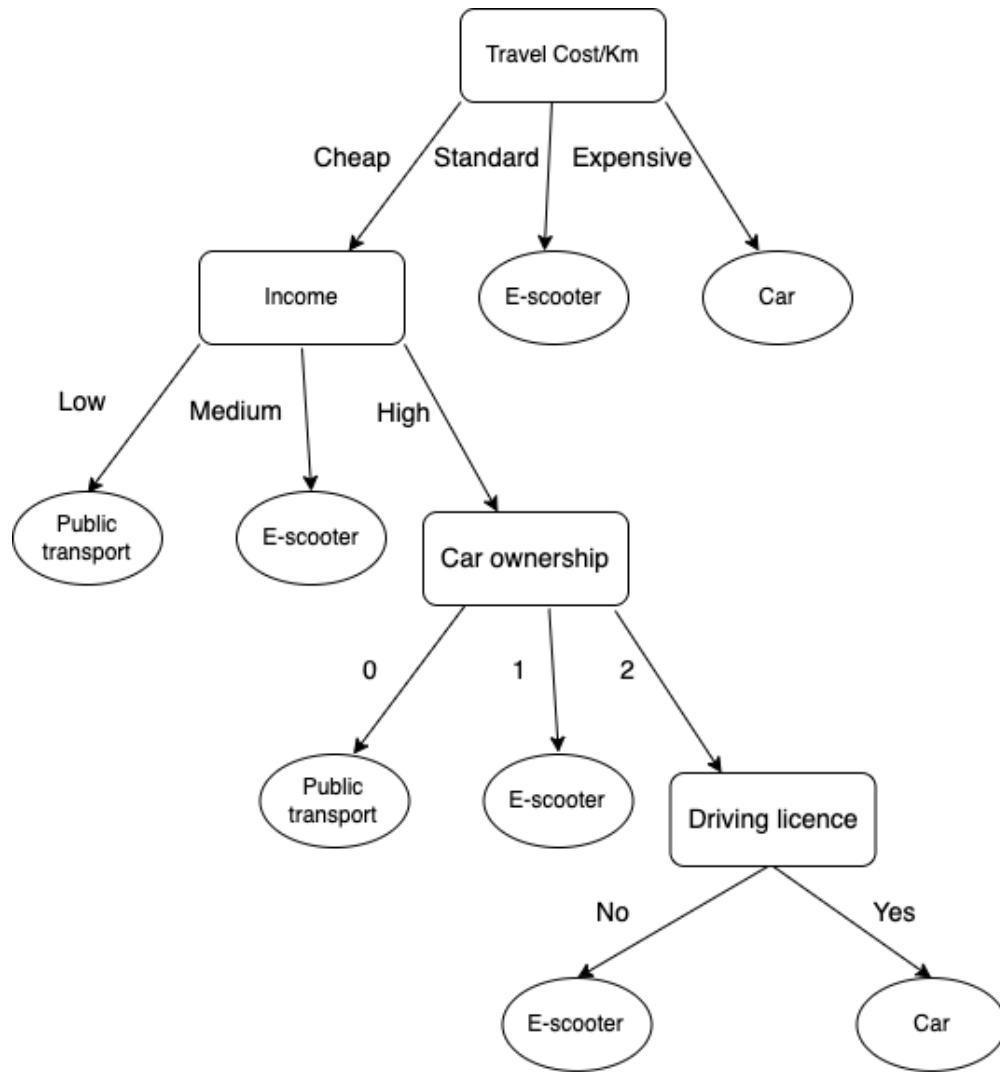 Travel Cost/Km
Cheap
Standard
Expensive
Income
E-scooter
Car
Low
Medium
High
Public
transport
E-scooter
Car ownership
0
1
2
Public
transport
E-scooter
Driving licence
No
Yes
E-scooter
Car